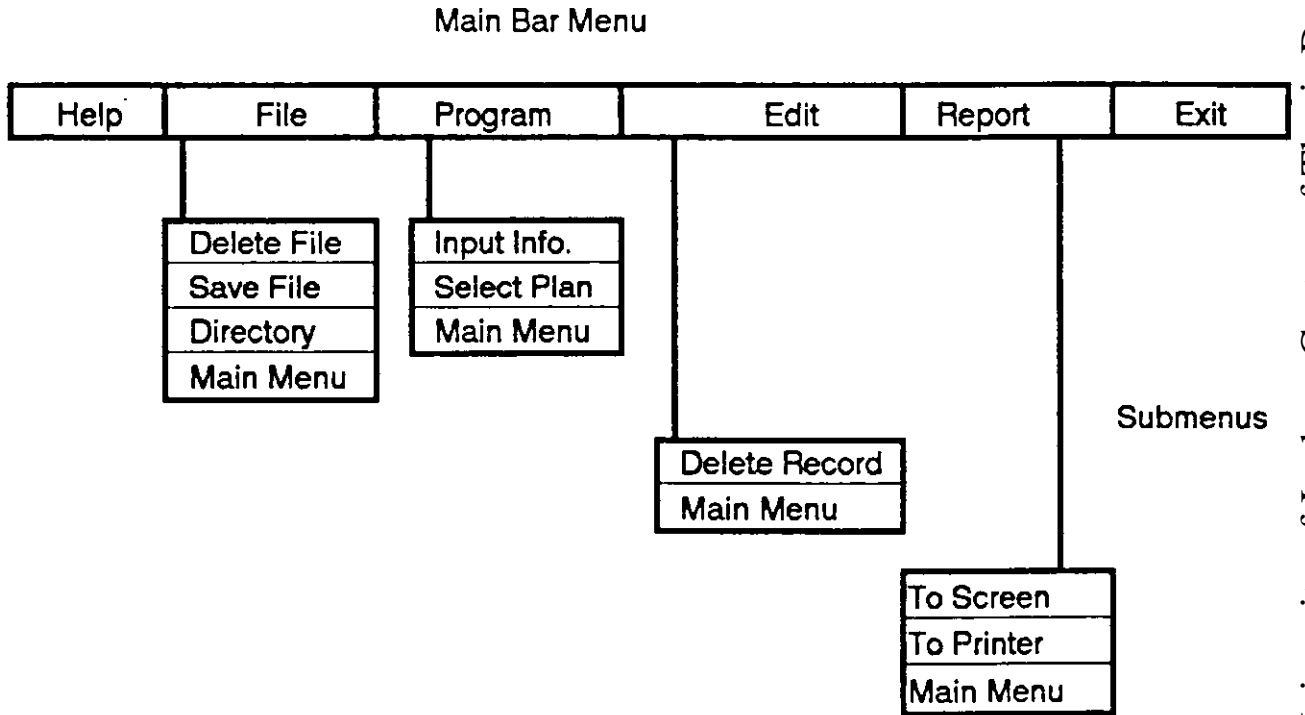 Main Bar Menu
Help File Program Edit Report Exit
Delete File
Save File
Directory
Main Menu
Input Info.
Select Plan
Main Menu
Submenus
Delete Record
Main Menu
To Screen
To Printer
Main Menu